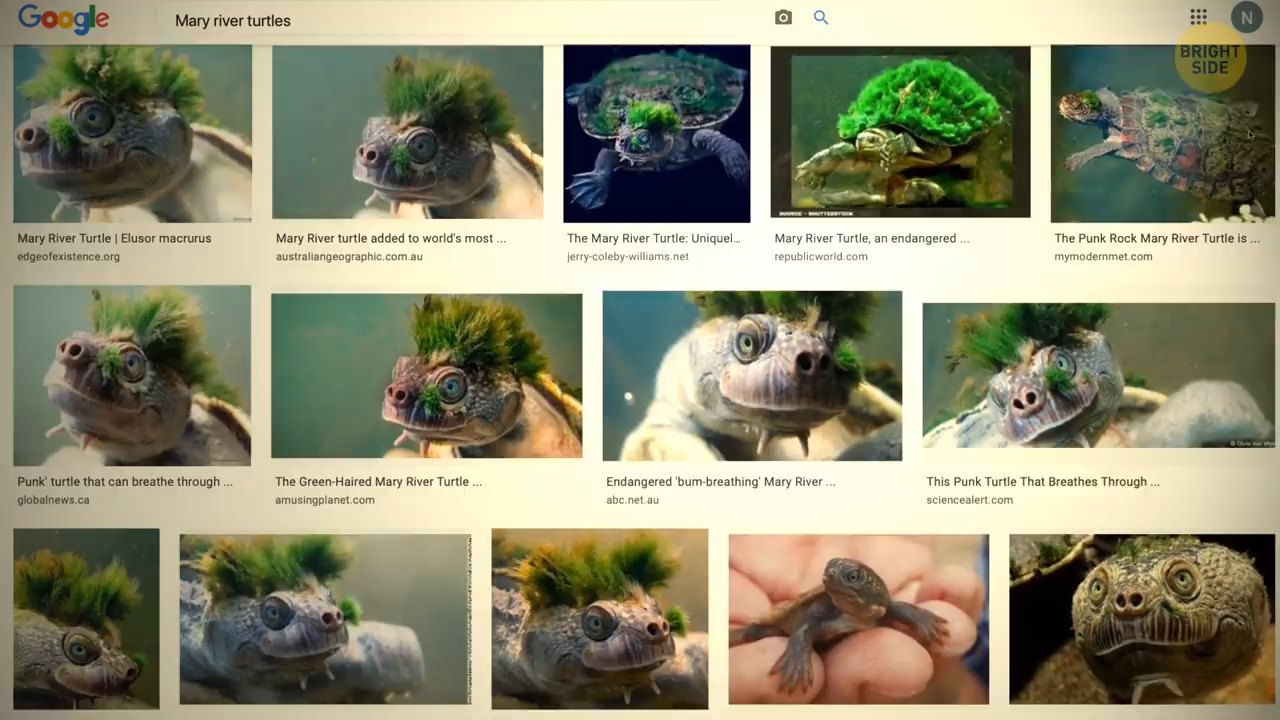 Google
Mary river turtles
N
BRIGHT
SIDE
Mary River Turtle | Elusor macrurus
edgeofexistence.org
Mary River turtle added to world's most ...
australiangeographic.com.au
The Mary River Turtle: Uniquel...
jerry-coleby-williams.net
Mary River Turtle, an endangered ...
republicworld.com
The Punk Rock Mary River Turtle is ...
mymodernmet.com
Punk' turtle that can breathe through ...
globalnews.ca
The Green-Haired Mary River Turtle ...
amusingplanet.com
Endangered 'bum-breathing' Mary River ...
abc.net.au
This Punk Turtle That Breathes Through ...
sciencealert.com